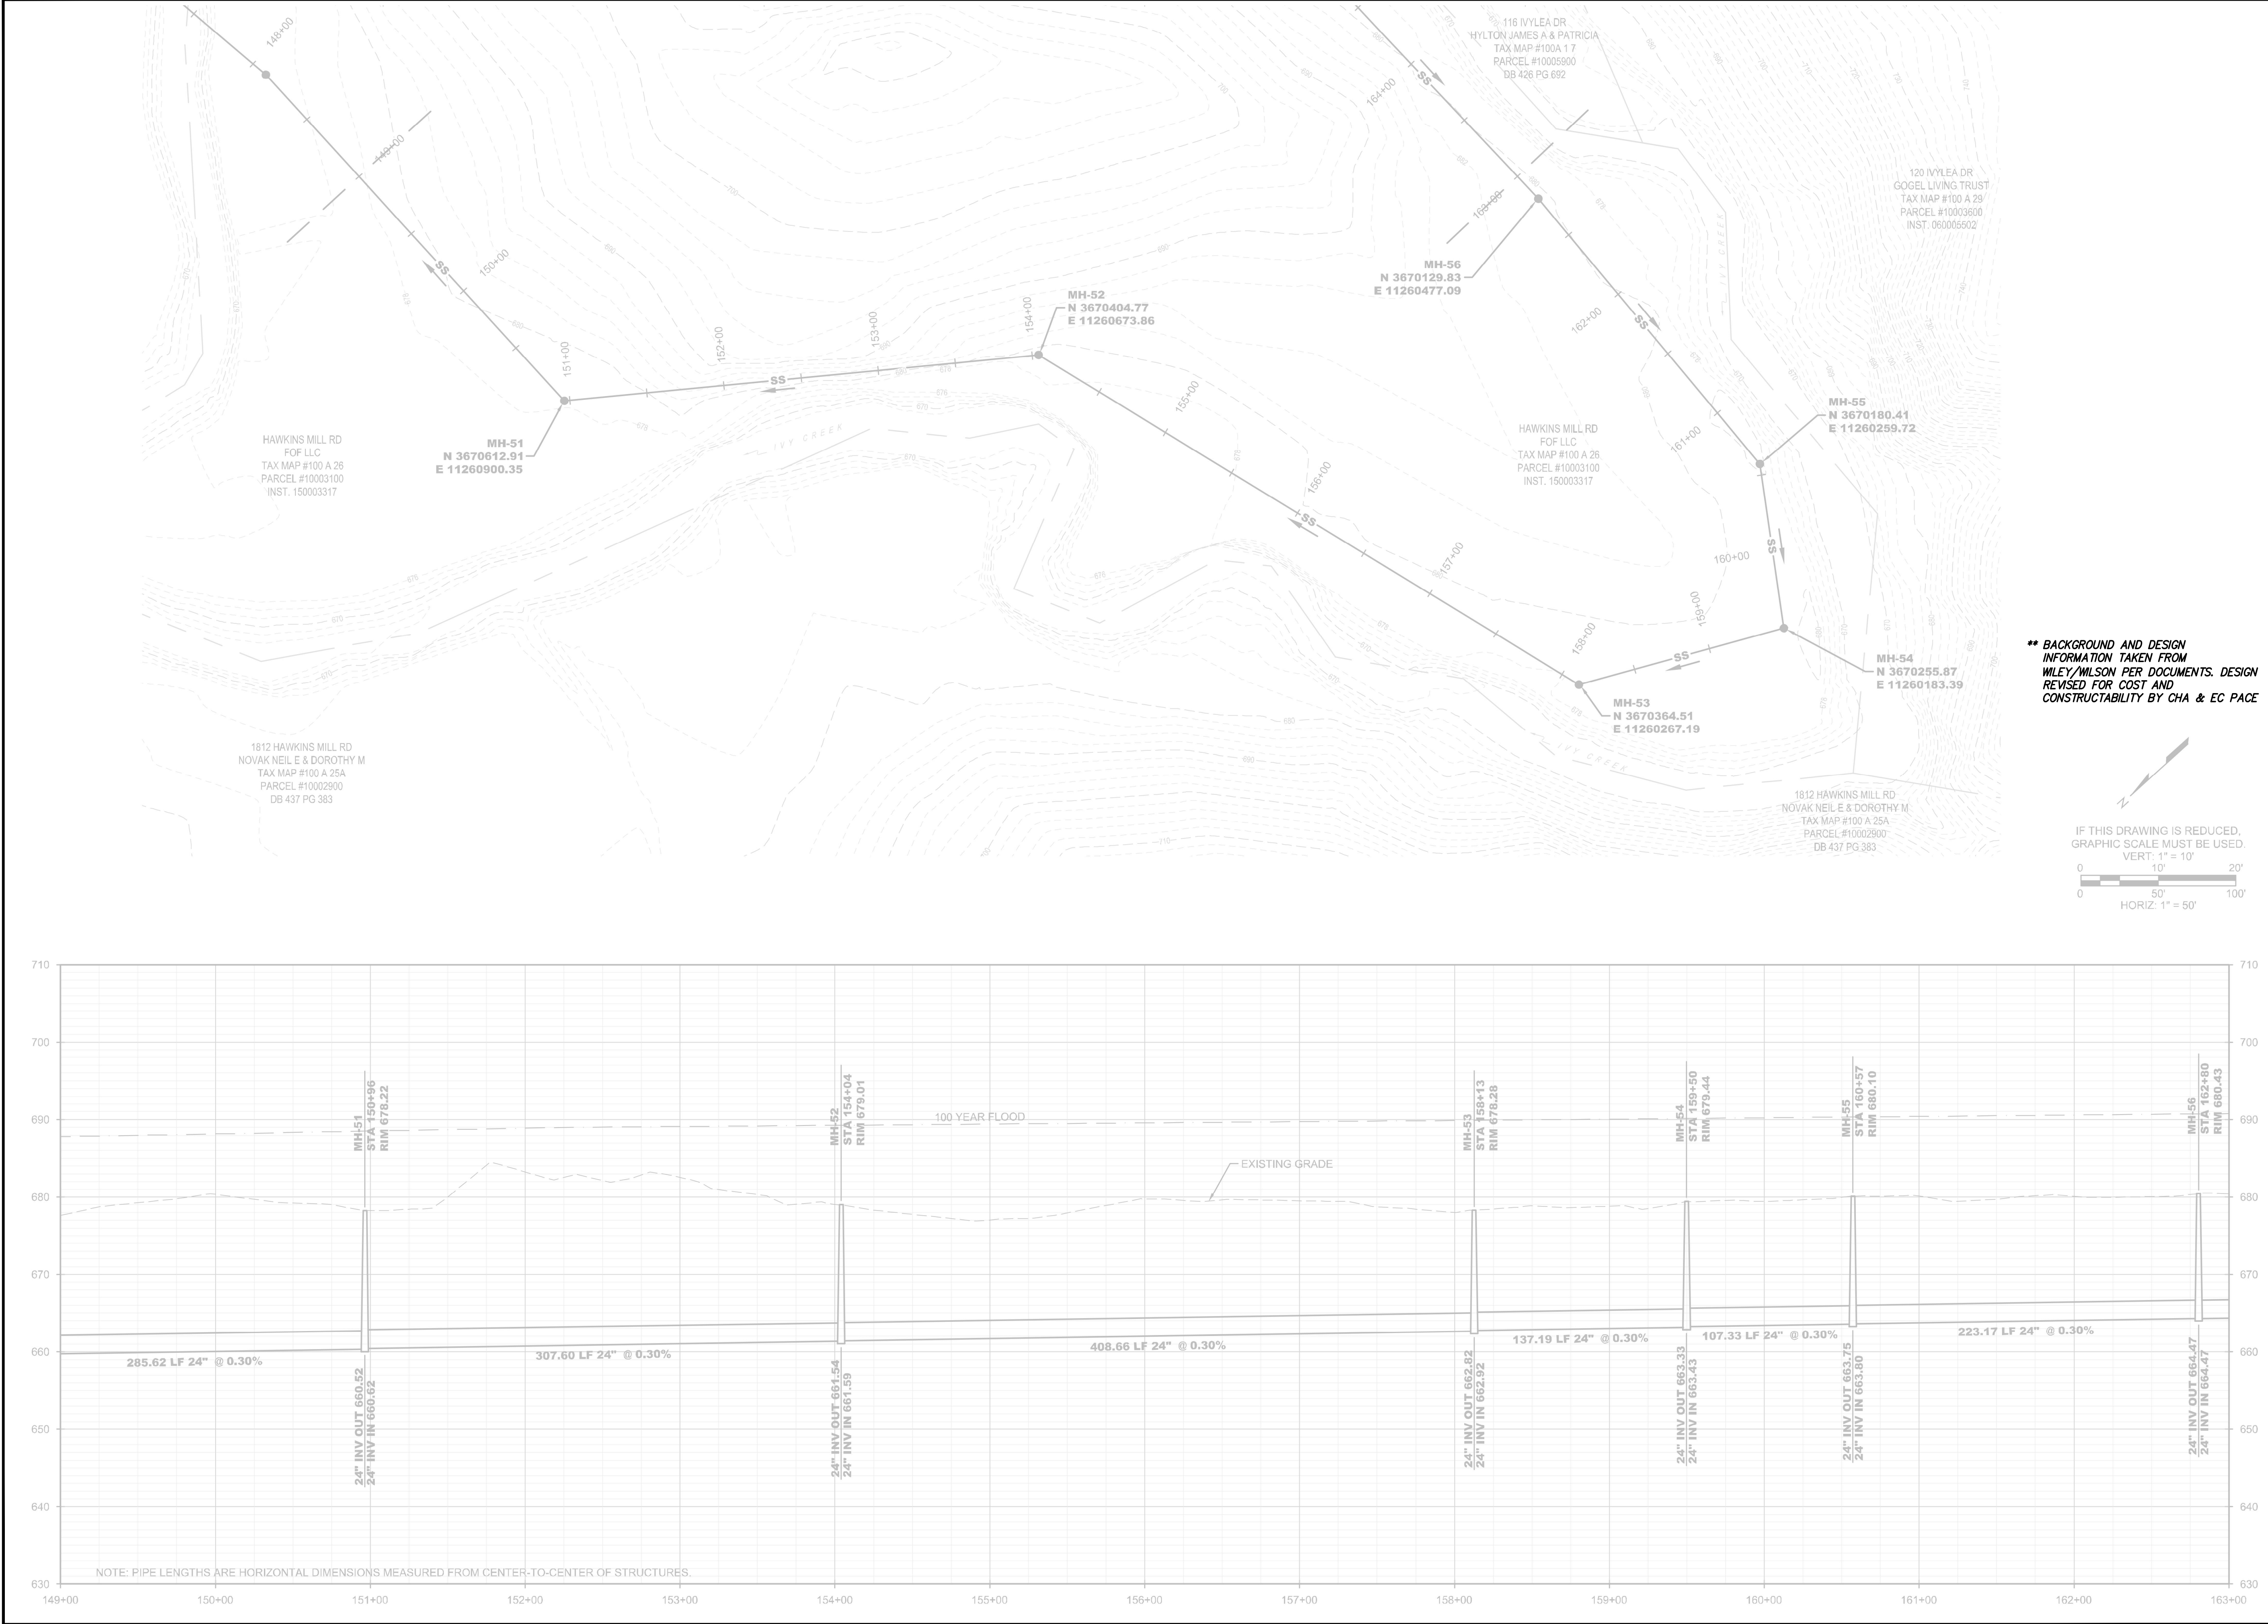 148+00
149+00
150+00
151+00
152+00
153+00
154+00
155+00
156+00
157+00
158+00
159+00
160+00
161+00
162+00
163+00
164+00
116 IVYLEA DR
HYLTON JAMES A & PATRICIA
TAX MAP #100A 1 7
PARCEL #10005900
DB 426 PG 692
120 IVYLEA DR
GOGEL LIVING TRUST
TAX MAP #100 A 29
PARCEL #10003600
INST. 060005502
MH-56
N 3670129.83
E 11260477.09
MH-52
N 3670404.77
E 11260673.86
MH-55
N 3670180.41
E 11260259.72
MH-51
N 3670612.91
E 11260900.35
HAWKINS MILL RD
FOF LLC
TAX MAP #100 A 26
PARCEL #10003100
INST. 150003317
HAWKINS MILL RD
FOF LLC
TAX MAP #100 A 26
PARCEL #10003100
INST. 150003317
IVY CREEK
IVY CREEK
IVY CREEK
SS
SS
SS
SS
SS
SS
SS
MH-54
N 3670255.87
E 11260183.39
MH-53
N 3670364.51
E 11260267.19
1812 HAWKINS MILL RD
NOVAK NEIL E & DOROTHY M
TAX MAP #100 A 25A
PARCEL #10002900
DB 437 PG 383
1812 HAWKINS MILL RD
NOVAK NEIL E & DOROTHY M
TAX MAP #100 A 25A
PARCEL #10002900
DB 437 PG 383
** BACKGROUND AND DESIGN
INFORMATION TAKEN FROM
WILEY/WILSON PER DOCUMENTS. DESIGN
REVISED FOR COST AND
CONSTRUCTABILITY BY CHA & EC PACE
N
IF THIS DRAWING IS REDUCED,
GRAPHIC SCALE MUST BE USED.
VERT: 1" = 10'
0 10' 20'
0 50' 100'
HORIZ: 1" = 50'
710 710
700 700
690 690
680 680
670 670
660 660
650 650
640 640
630 630
100 YEAR FLOOD
EXISTING GRADE
MH-51
STA 150+96
RIM 678.22
MH-52
STA 154+04
RIM 679.01
MH-53
STA 158+13
RIM 678.28
MH-54
STA 159+50
RIM 679.44
MH-55
STA 160+57
RIM 680.10
MH-56
STA 162+80
RIM 680.43
285.62 LF 24" @ 0.30%
307.60 LF 24" @ 0.30%
408.66 LF 24" @ 0.30%
137.19 LF 24" @ 0.30%
107.33 LF 24" @ 0.30%
223.17 LF 24" @ 0.30%
24" INV OUT 660.52
24" INV IN 660.62
24" INV OUT 661.54
24" INV IN 661.59
24" INV OUT 662.82
24" INV IN 662.92
24" INV OUT 663.33
24" INV IN 663.43
24" INV OUT 663.75
24" INV IN 663.80
24" INV OUT 664.47
24" INV IN 664.47
NOTE: PIPE LENGTHS ARE HORIZONTAL DIMENSIONS MEASURED FROM CENTER-TO-CENTER OF STRUCTURES.
149+00 150+00 151+00 152+00 153+00 154+00 155+00 156+00 157+00 158+00 159+00 160+00 161+00 162+00 163+00